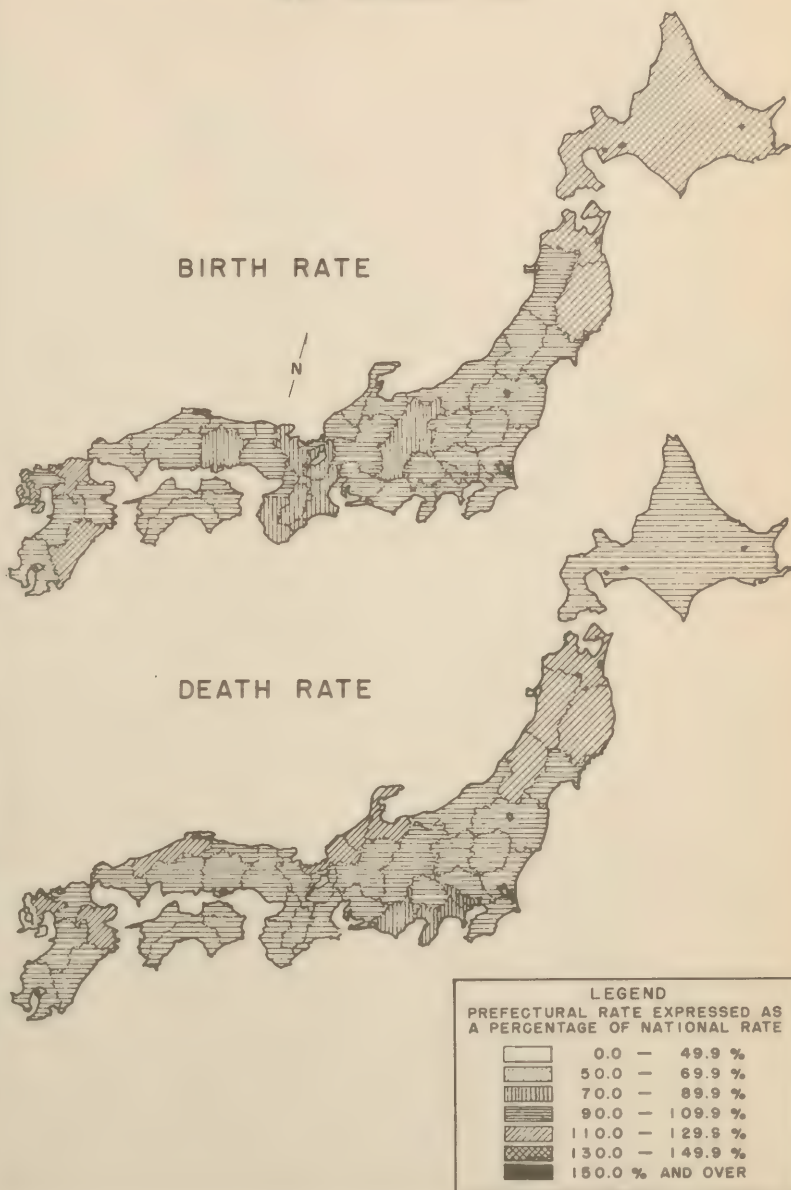 BIRTH RATE
N
DEATH RATE
LEGEND
PREFECTURAL RATE EXPRESSED AS
A PERCENTAGE OF NATIONAL RATE
0.0 – 49.9 %
50.0 – 69.9 %
70.0 – 89.9 %
90.0 – 109.9 %
110.0 – 129.9 %
130.0 – 149.9 %
150.0 % AND OVER